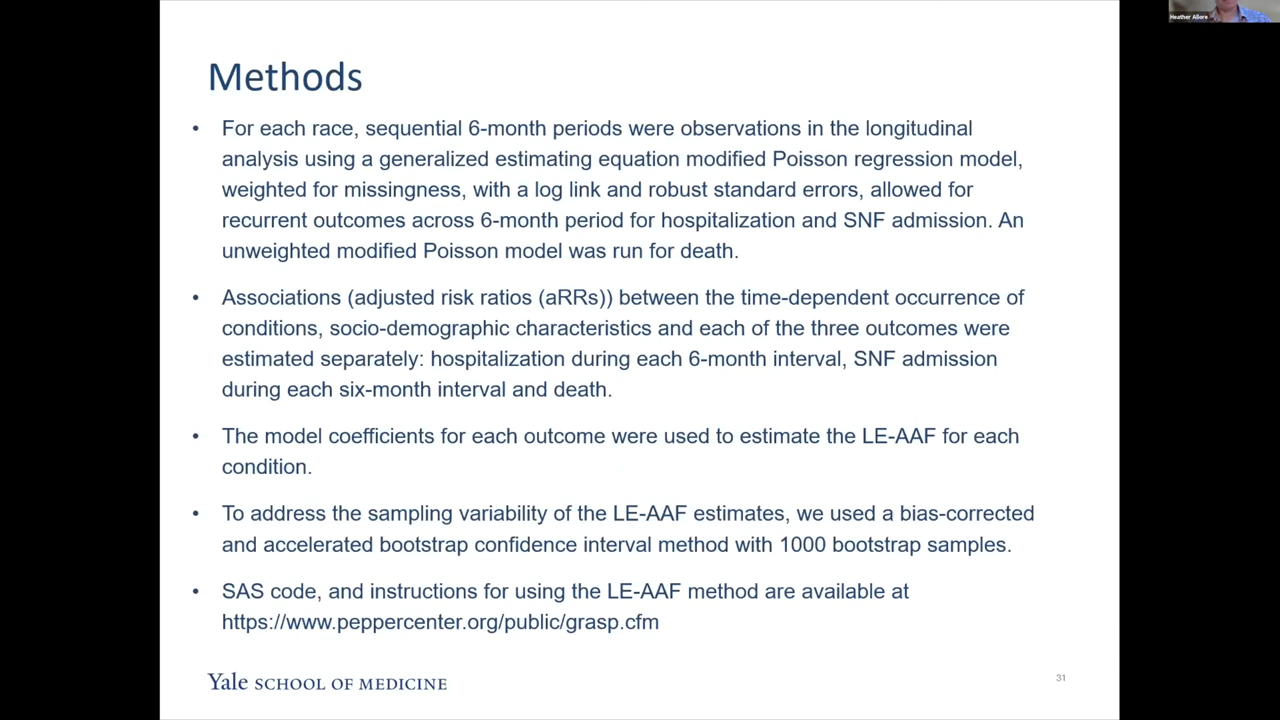 Heather Allore
Methods
• For each race, sequential 6-month periods were observations in the longitudinal
analysis using a generalized estimating equation modified Poisson regression model,
weighted for missingness, with a log link and robust standard errors, allowed for
recurrent outcomes across 6-month period for hospitalization and SNF admission. An
unweighted modified Poisson model was run for death.
• Associations (adjusted risk ratios (aRRs)) between the time-dependent occurrence of
conditions, socio-demographic characteristics and each of the three outcomes were
estimated separately: hospitalization during each 6-month interval, SNF admission
during each six-month interval and death.
• The model coefficients for each outcome were used to estimate the LE-AAF for each
condition.
• To address the sampling variability of the LE-AAF estimates, we used a bias-corrected
and accelerated bootstrap confidence interval method with 1000 bootstrap samples.
• SAS code, and instructions for using the LE-AAF method are available at
https://www.peppercenter.org/public/grasp.cfm
Yale SCHOOL OF MEDICINE
31